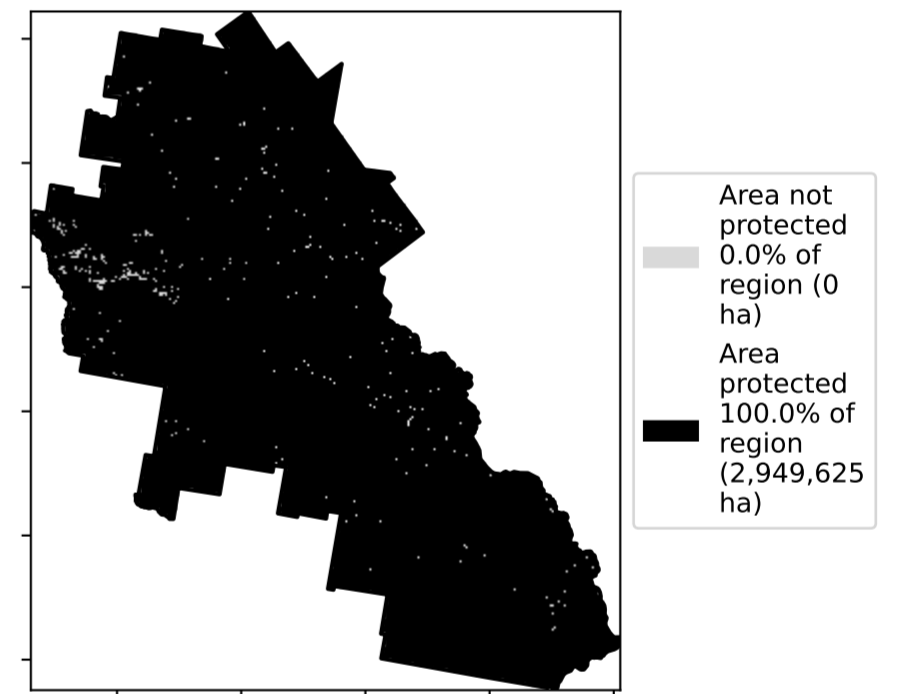 Area not
protected
0.0% of
region (0
ha)
Area
protected
100.0% of
region
(2,949,625
ha)